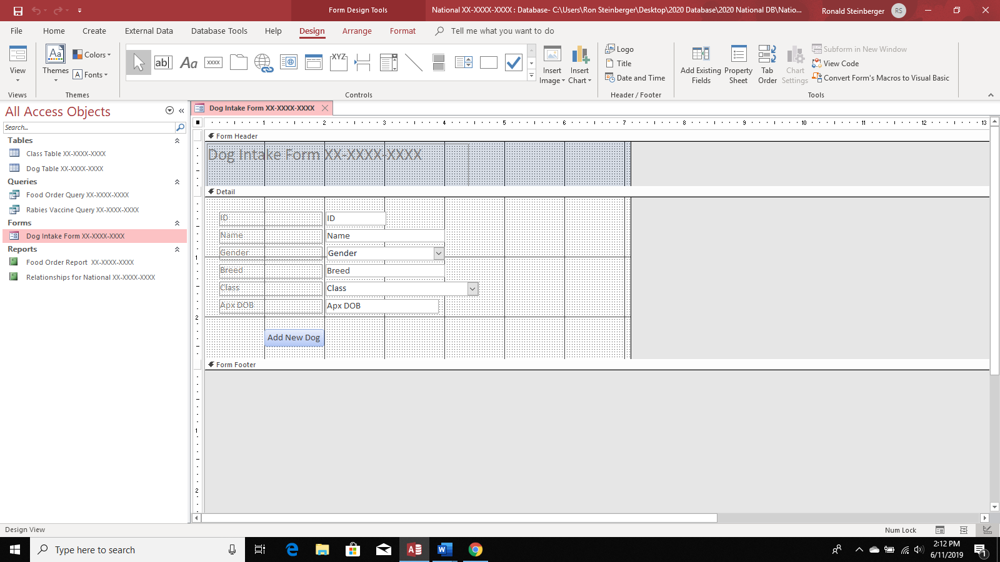 Form Design Tools
National XX-XXXX-XXXX : Database- C:\Users\Ron Steinberger\Desktop\2020 Database\2020 National DB\Natio...
Ronald Steinberger
RS
File
Home
Create
External Data
Database Tools
Help
Design
Arrange
Format
Tell me what you want to do
View
Views
Aa
Themes
Colors
A Fonts
Themes
ab|
Aa
xxxx
XYZ
Controls
Insert Image
Insert Chart
Logo
Title
Date and Time
Header / Footer
Add Existing Fields
Property Sheet
Tab Order
Chart Settings
Subform in New Window
View Code
Convert Form's Macros to Visual Basic
Tools
All Access Objects
Search...
Tables
Class Table XX-XXXX-XXXX
Dog Table XX-XXXX-XXXX
Queries
Food Order Query XX-XXXX-XXXX
Rabies Vaccine Query XX-XXXX-XXXX
Forms
Dog Intake Form XX-XXXX-XXXX
Reports
Food Order Report XX-XXXX-XXXX
Relationships for National XX-XXXX-XXXX
Dog Intake Form XX-XXXX-XXXX
1 2 3 4 5 6 7 8 9 10 11 12 13
Form Header
Dog Intake Form XX-XXXX-XXXX
Detail
ID ID
Name Name
Gender Gender
1
Breed Breed
Class Class
Apx DOB Apx DOB
2
Add New Dog
Form Footer
1
2
Design View
Num Lock
Type here to search
2:12 PM
6/11/2019
1